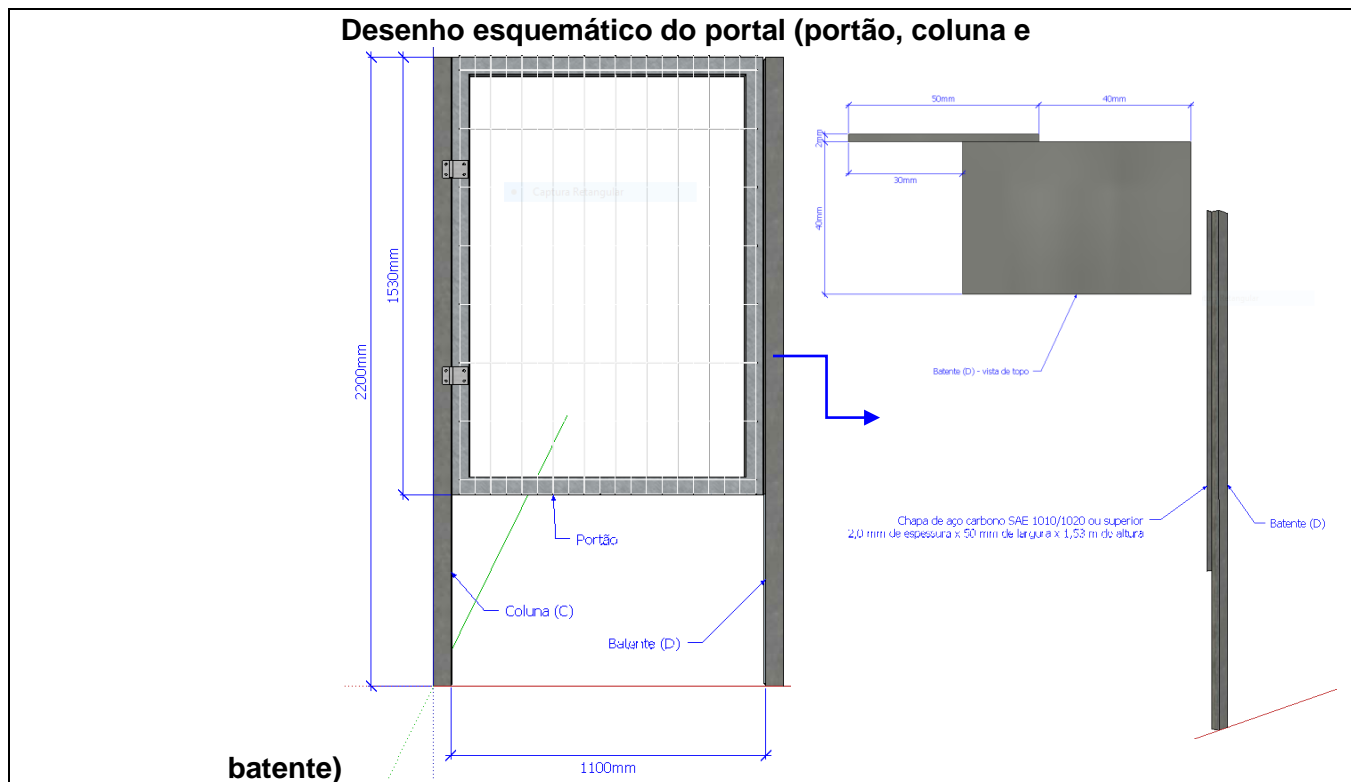 Desenho esquemático do portal (portão, coluna e
batente)
2200mm
1530mm
Captura Retangular
Portão
Coluna (C)
Batente (D)
1100mm
50mm
40mm
2mm
30mm
40mm
Batente (D) - vista de topo
Chapa de aço carbono SAE 1010/1020 ou superior
2,0 mm de espessura x 50 mm de largura x 1,53 m de altura
Batente (D)